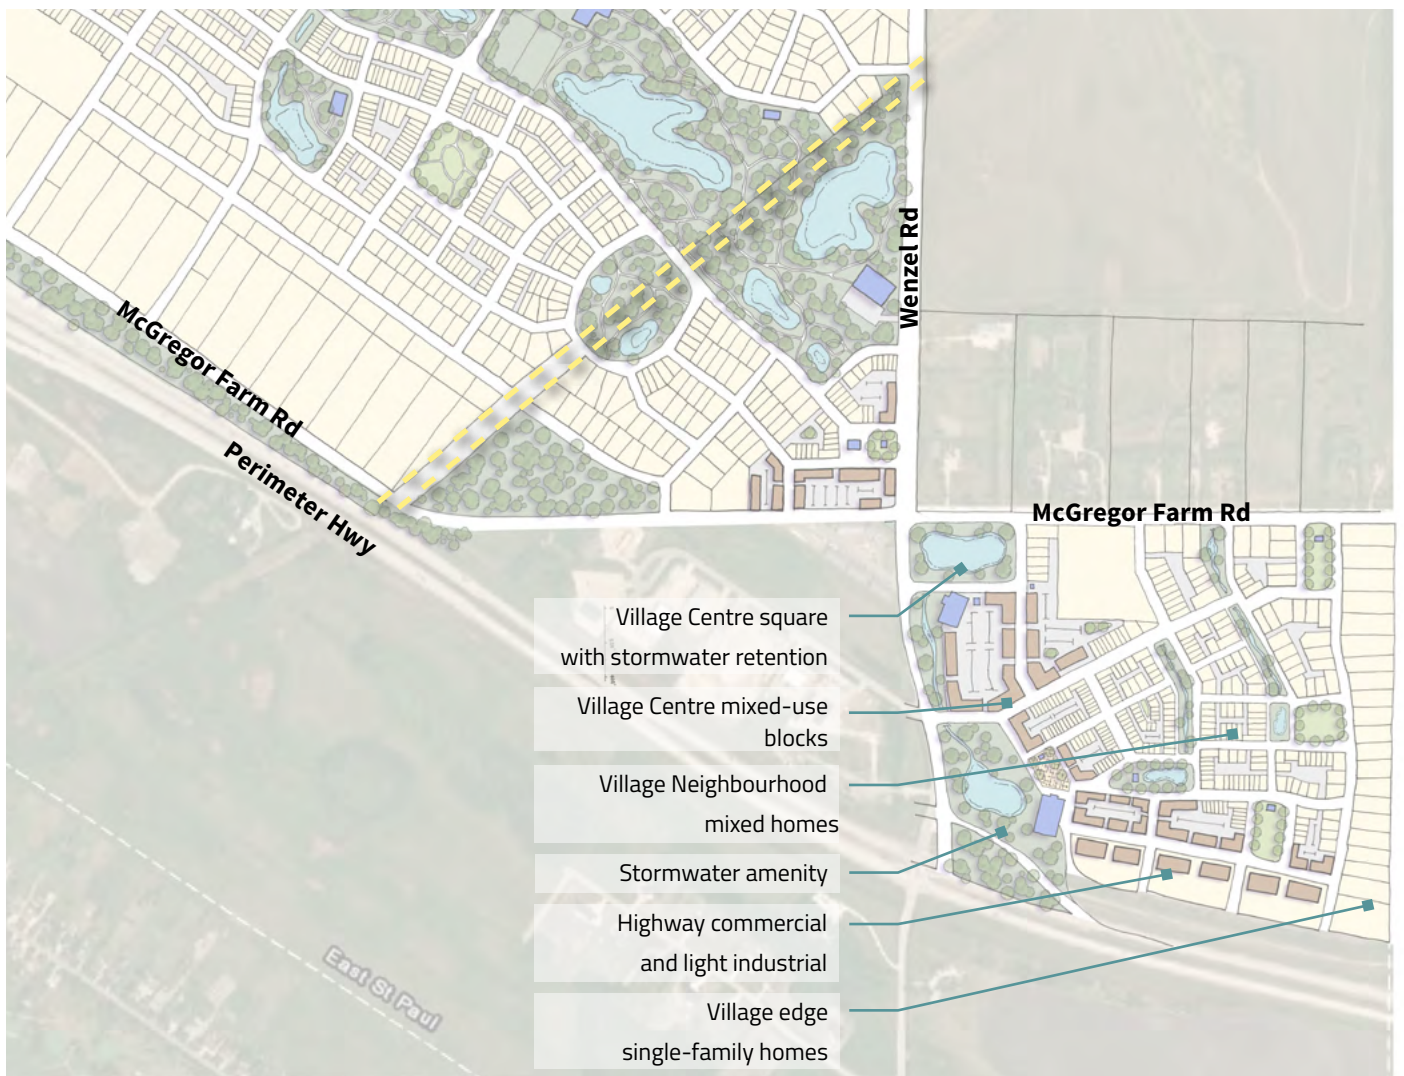 Wenzel Rd
McGregor Farm Rd
Perimeter Hwy
McGregor Farm Rd
Village Centre square
with stormwater retention
Village Centre mixed-use
blocks
Village Neighbourhood
mixed homes
Stormwater amenity
Highway commercial
and light industrial
Village edge
single-family homes
East St Paul